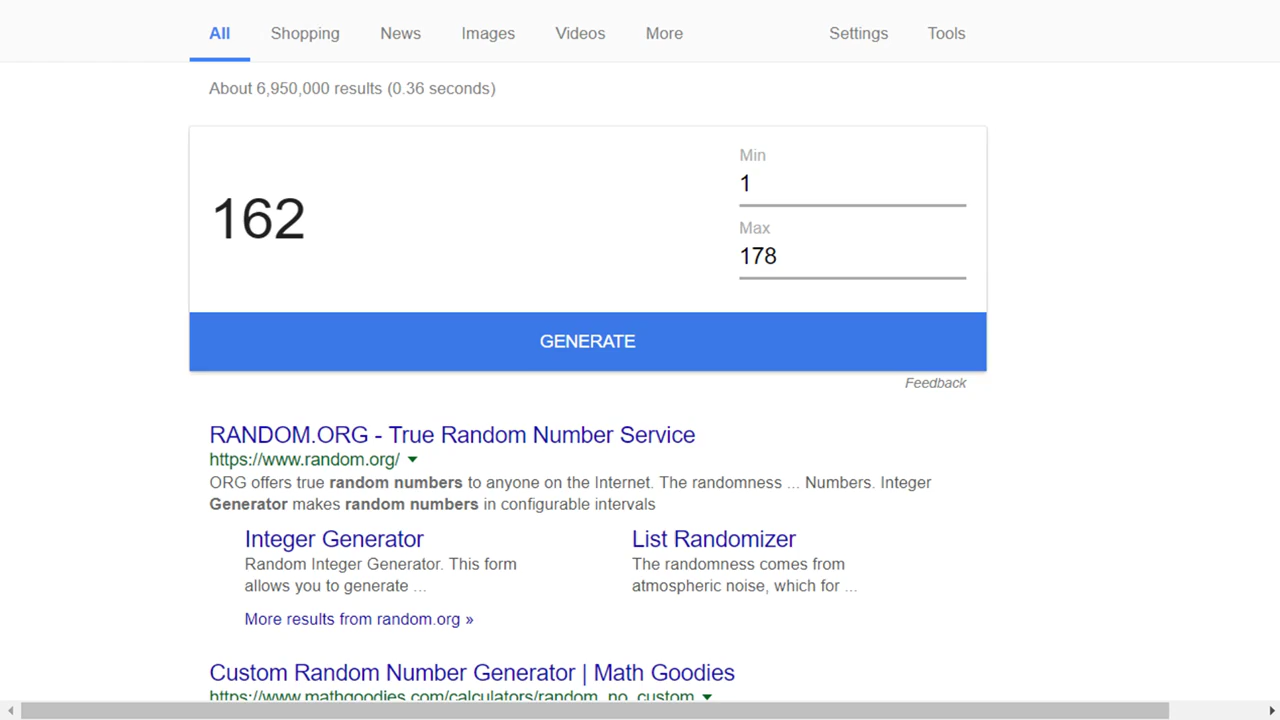 All Shopping News Images Videos More Settings Tools
About 6,950,000 results (0.36 seconds)
Min
1
162
Max
178
GENERATE
Feedback
RANDOM.ORG - True Random Number Service
https://www.random.org/
ORG offers true random numbers to anyone on the Internet. The randomness ... Numbers. Integer
Generator makes random numbers in configurable intervals
Integer Generator
Random Integer Generator. This form
allows you to generate ...
List Randomizer
The randomness comes from
atmospheric noise, which for ...
More results from random.org »
Custom Random Number Generator | Math Goodies
https://www.mathgoodies.com/calculators/random_no_custom